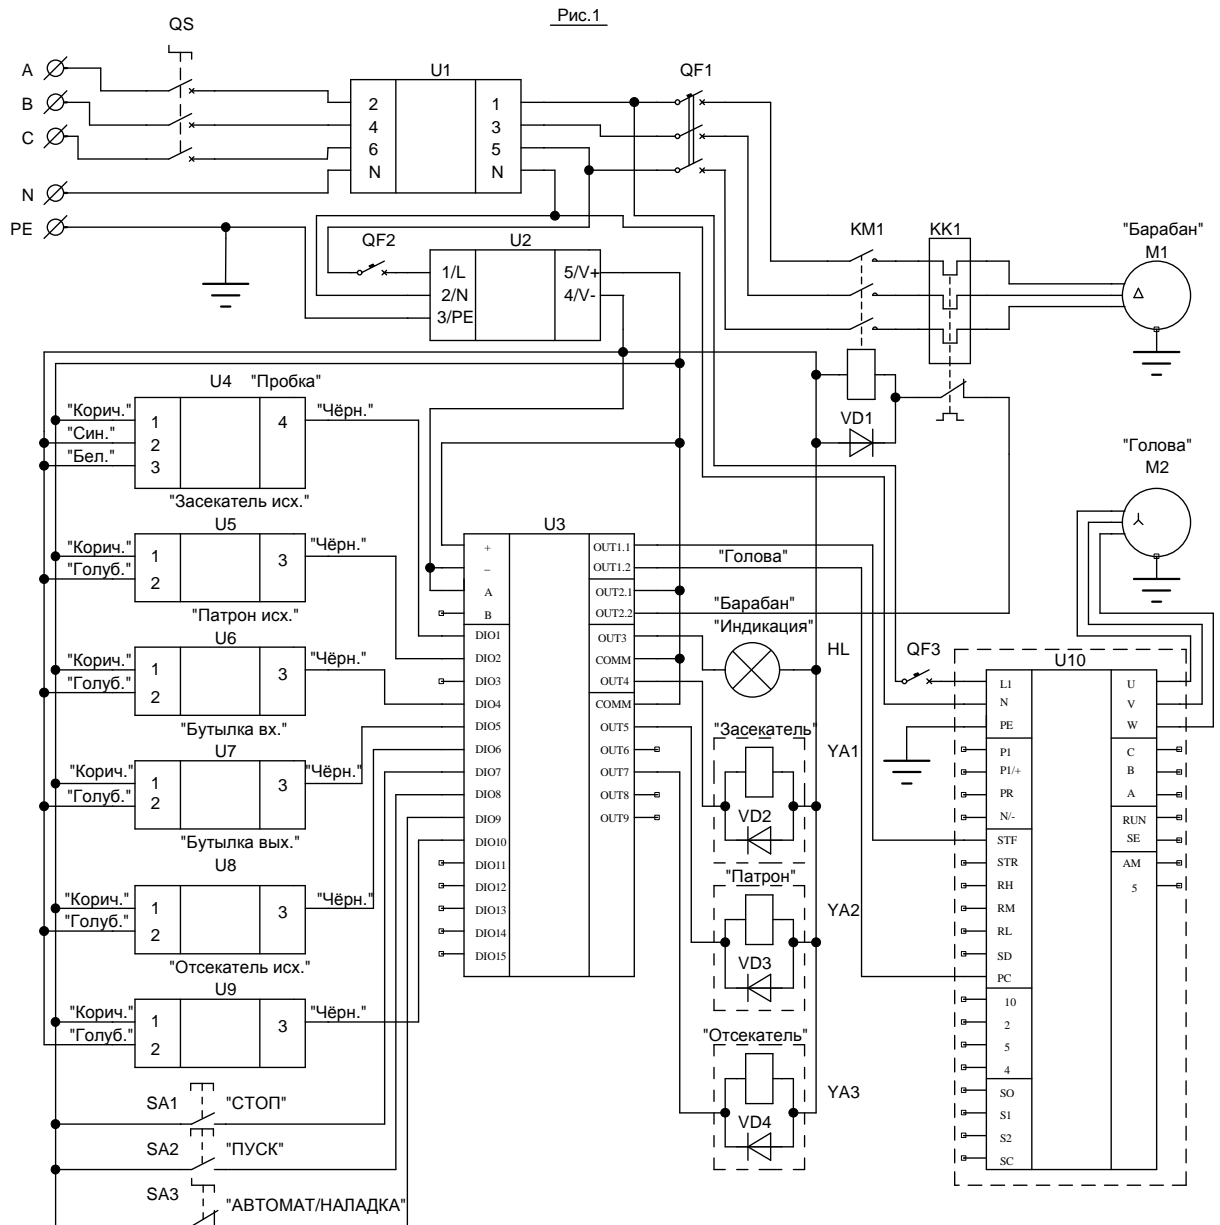 Рис.1
QS
A
B
C
N
PE
U1
2
4
6
N
1
3
5
N
QF1
QF2
U2
1/L
2/N
3/PE
5/V+
4/V-
KM1
KK1
"Барабан"
M1
VD1
"Голова"
M2
U4 "Пробка"
"Корич."
"Син."
"Бел."
1
2
3
4
"Чёрн."
"Засекатель исх."
U5
"Корич."
"Голуб."
1
2
3
"Чёрн."
"Патрон исх."
U6
"Корич."
"Голуб."
1
2
3
"Чёрн."
"Бутылка вх."
U7
"Корич."
"Голуб."
1
2
3
"Чёрн."
"Бутылка вых."
U8
"Корич."
"Голуб."
1
2
3
"Чёрн."
"Отсекатель исх."
U9
"Корич."
"Голуб."
1
2
3
"Чёрн."
SA1 "СТОП"
SA2 "ПУСК"
SA3 "АВТОМАТ/НАЛАДКА"
U3
+
–
A
B
DIO1
DIO2
DIO3
DIO4
DIO5
DIO6
DIO7
DIO8
DIO9
DIO10
DIO11
DIO12
DIO13
DIO14
DIO15
OUT1.1
OUT1.2
OUT2.1
OUT2.2
OUT3
COMM
OUT4
COMM
OUT5
OUT6
OUT7
OUT8
OUT9
"Голова"
"Барабан"
"Индикация"
HL
"Засекатель"
YA1
VD2
"Патрон"
YA2
VD3
"Отсекатель"
YA3
VD4
QF3
U10
L1
N
PE
P1
P1/+
PR
N/-
STF
STR
RH
RM
RL
SD
PC
10
2
5
4
SO
S1
S2
SC
U
V
W
C
B
A
RUN
SE
AM
5